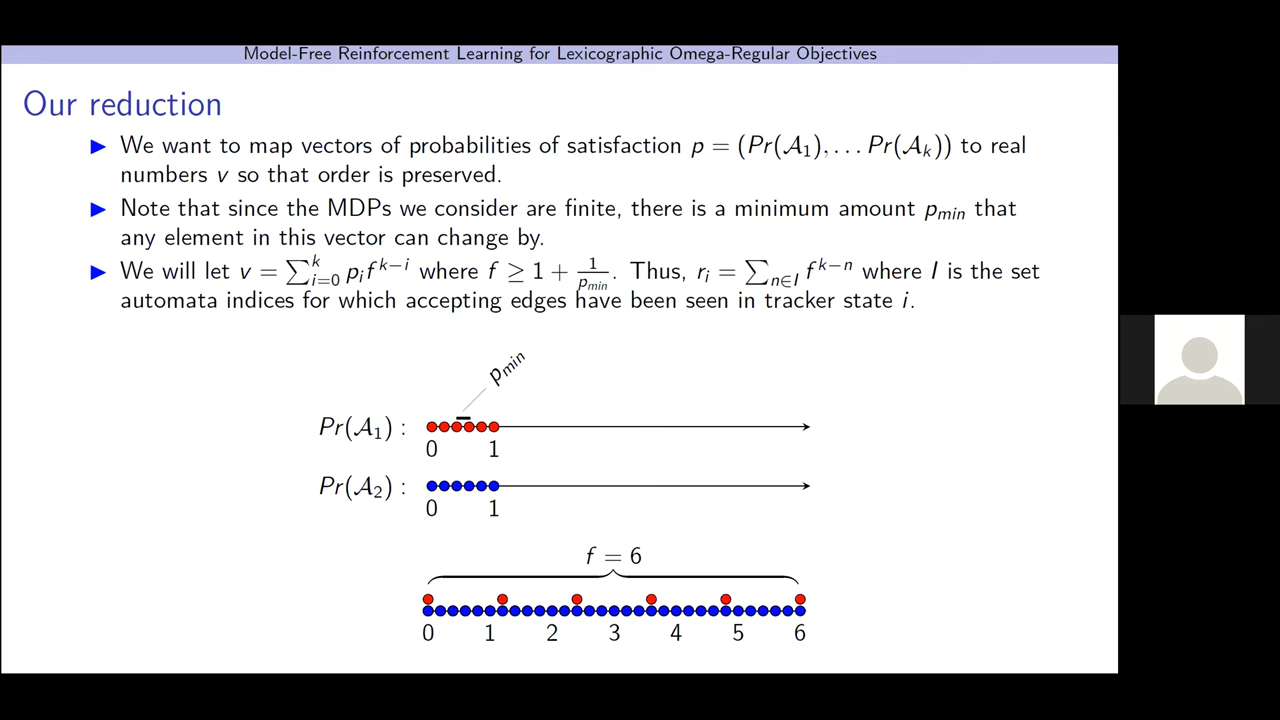 Model-Free Reinforcement Learning for Lexicographic Omega-Regular Objectives
Our reduction
▶ We want to map vectors of probabilities of satisfaction p = (Pr(𝒜₁), … Pr(𝒜ₖ)) to real
numbers v so that order is preserved.
▶ Note that since the MDPs we consider are finite, there is a minimum amount p_min that
any element in this vector can change by.
▶ We will let v = ∑_{i=0}^{k} p_i f^{k−i} where f ≥ 1 + 1/p_min. Thus, r_i = ∑_{n∈I} f^{k−n} where I is the set
automata indices for which accepting edges have been seen in tracker state i.
p_min
Pr(𝒜₁) :
0 1
Pr(𝒜₂) :
0 1
f = 6
0 1 2 3 4 5 6